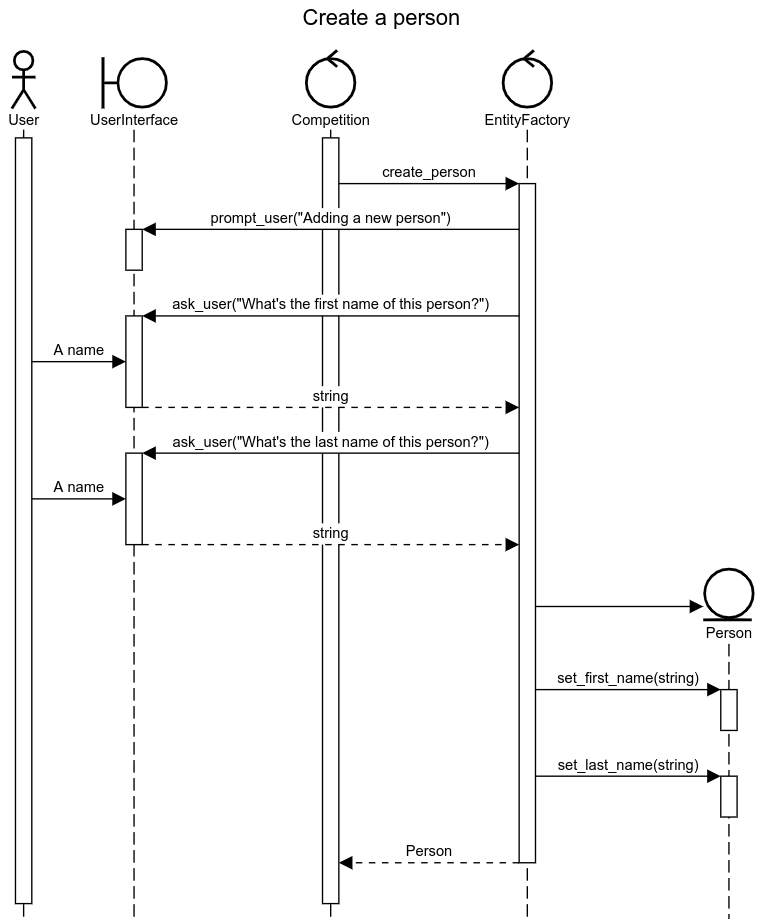 Create a person
User
UserInterface
Competition
EntityFactory
create_person
prompt_user("Adding a new person")
ask_user("What's the first name of this person?")
A name
string
ask_user("What's the last name of this person?")
A name
string
Person
set_first_name(string)
set_last_name(string)
Person